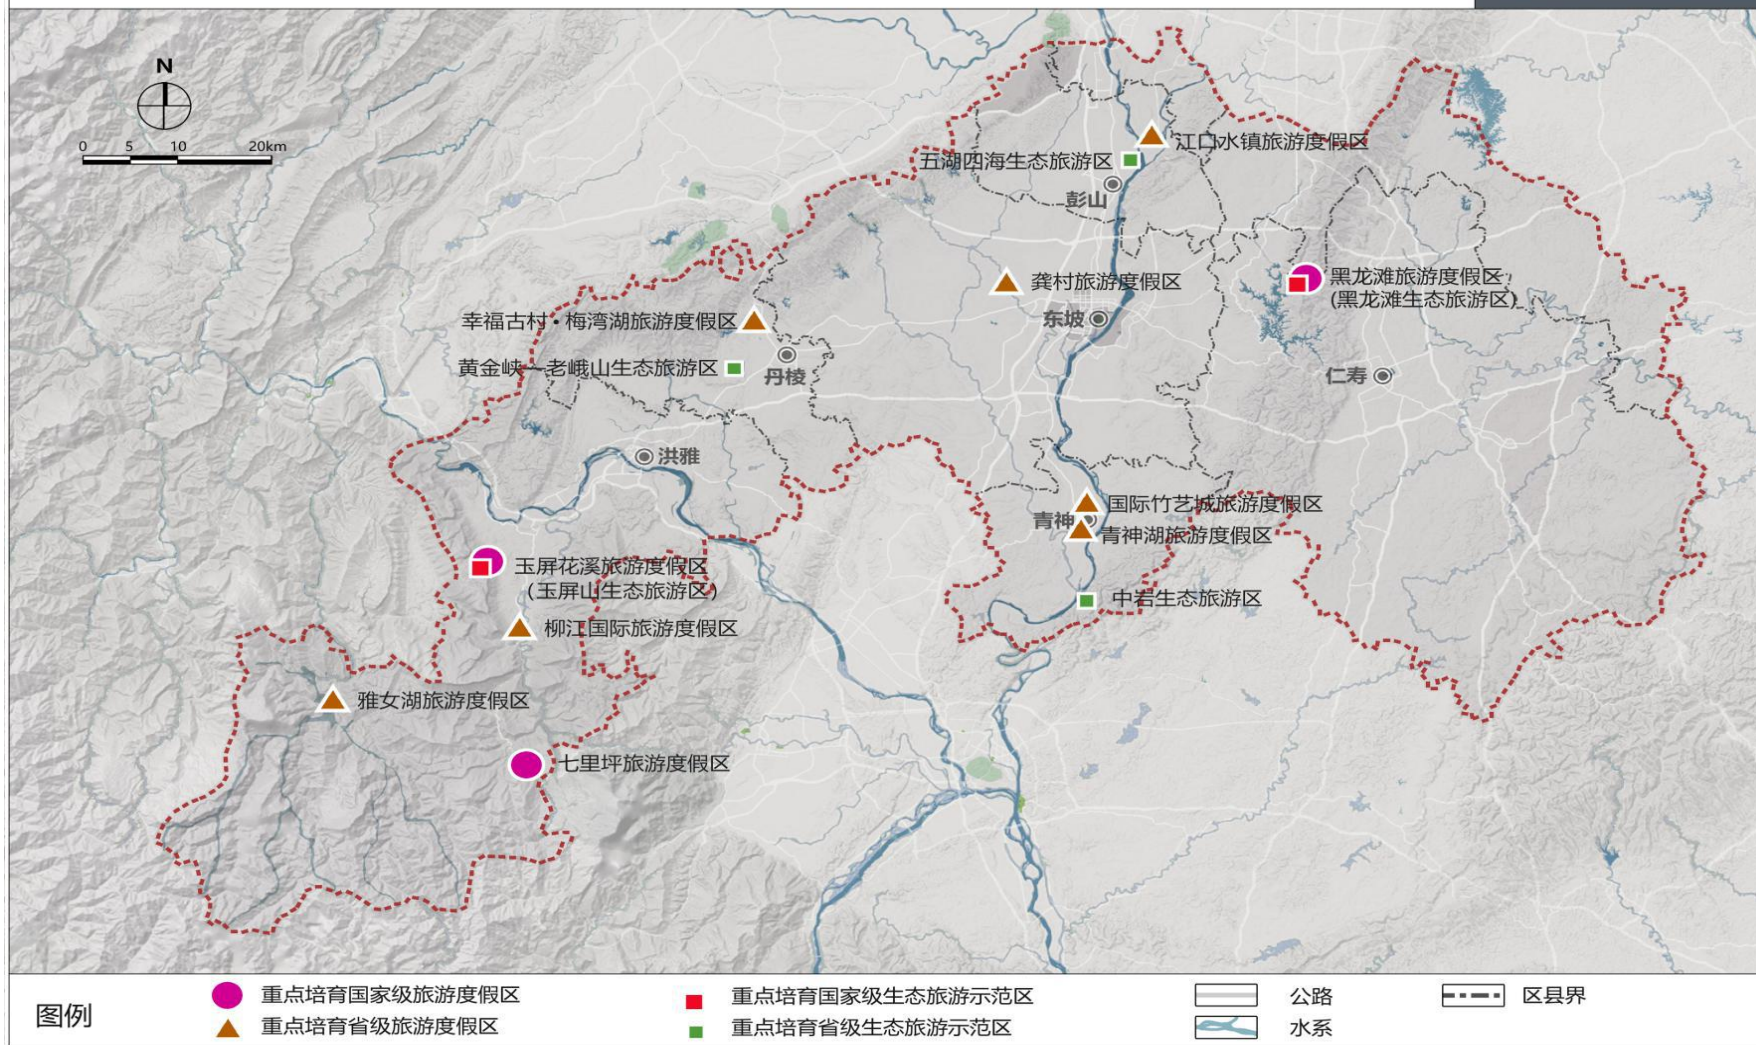 N
0 5 10 20km
江口水镇旅游度假区
五湖四海生态旅游区
彭山
龚村旅游度假区
黑龙滩旅游度假区
(黑龙滩生态旅游区)
幸福古村•梅湾湖旅游度假区
东坡
黄金峡—老峨山生态旅游区
丹棱
仁寿
洪雅
国际竹艺城旅游度假区
青神
青神湖旅游度假区
玉屏花溪旅游度假区
（玉屏山生态旅游区）
中岩生态旅游区
柳江国际旅游度假区
雅女湖旅游度假区
七里坪旅游度假区
图例
重点培育国家级旅游度假区
重点培育国家级生态旅游示范区
公路
区县界
重点培育省级旅游度假区
重点培育省级生态旅游示范区
水系